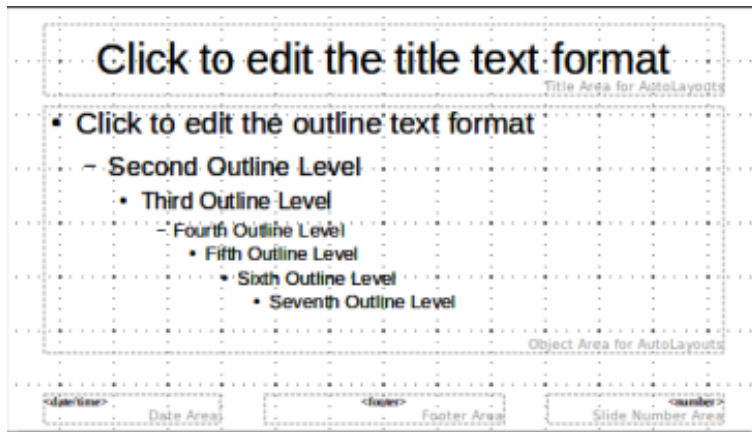 Click to edit the title text format
Title Area for AutoLayouts
• Click to edit the outline text format
– Second Outline Level
• Third Outline Level
– Fourth Outline Level
• Fifth Outline Level
• Sixth Outline Level
• Seventh Outline Level
Object Area for AutoLayouts
<date/time> <footer> <number>
Date Area Footer Area Slide Number Area